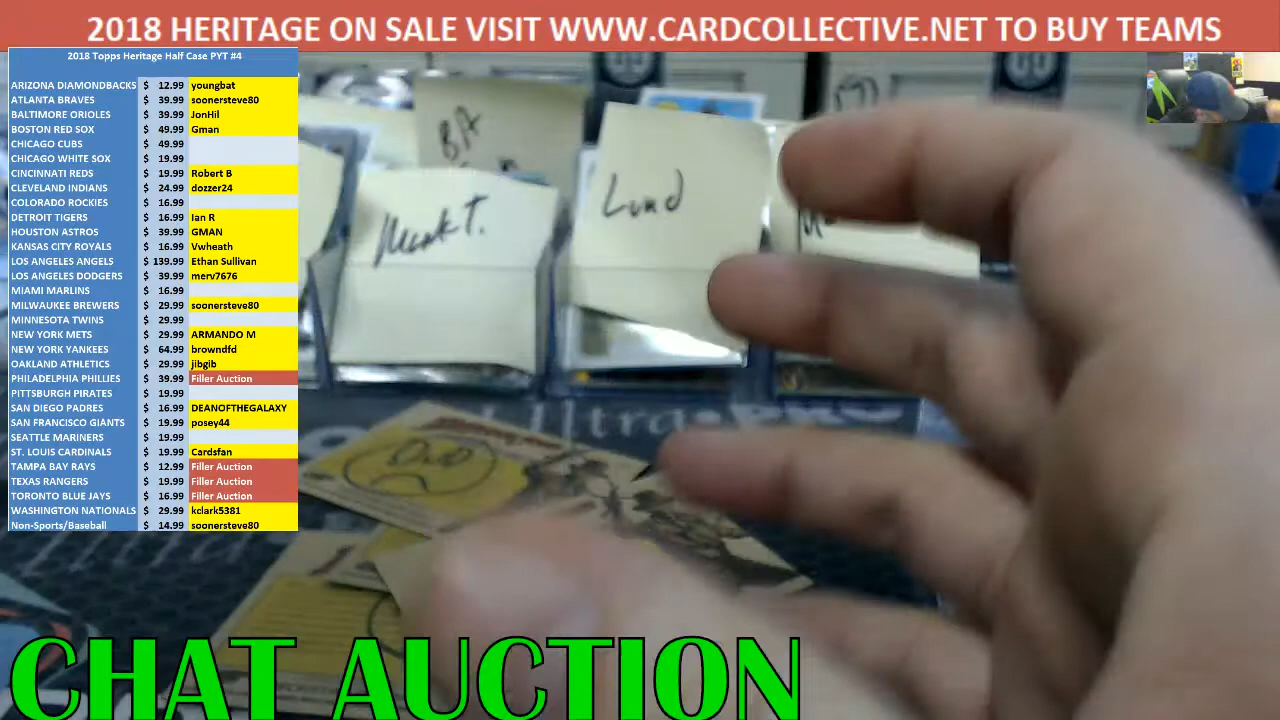 2018 HERITAGE ON SALE VISIT WWW.CARDCOLLECTIVE.NET TO BUY TEAMS
2018 Topps Heritage Half Case PYT #4
ARIZONA DIAMONDBACKS $ 12.99 youngbat
ATLANTA BRAVES $ 39.99 soonersteve80
BALTIMORE ORIOLES $ 39.99 JonHil
BOSTON RED SOX $ 49.99 Gman
CHICAGO CUBS $ 49.99
CHICAGO WHITE SOX $ 19.99
CINCINNATI REDS $ 19.99 Robert B
CLEVELAND INDIANS $ 24.99 dozzer24
COLORADO ROCKIES $ 16.99
DETROIT TIGERS $ 16.99 Ian R
HOUSTON ASTROS $ 39.99 GMAN
KANSAS CITY ROYALS $ 16.99 Vwheath
LOS ANGELES ANGELS $ 139.99 Ethan Sullivan
LOS ANGELES DODGERS $ 39.99 merv7676
MIAMI MARLINS $ 16.99
MILWAUKEE BREWERS $ 29.99 soonersteve80
MINNESOTA TWINS $ 29.99
NEW YORK METS $ 29.99 ARMANDO M
NEW YORK YANKEES $ 64.99 browndfd
OAKLAND ATHLETICS $ 29.99 jibgib
PHILADELPHIA PHILLIES $ 39.99 Filler Auction
PITTSBURGH PIRATES $ 19.99
SAN DIEGO PADRES $ 16.99 DEANOFTHEGALAXY
SAN FRANCISCO GIANTS $ 19.99 posey44
SEATTLE MARINERS $ 19.99
ST. LOUIS CARDINALS $ 19.99 Cardsfan
TAMPA BAY RAYS $ 12.99 Filler Auction
TEXAS RANGERS $ 19.99 Filler Auction
TORONTO BLUE JAYS $ 16.99 Filler Auction
WASHINGTON NATIONALS $ 29.99 kclark5381
Non-Sports/Baseball $ 14.99 soonersteve80
Mark T.
Lund
Ultra PRO
CHAT AUCTION